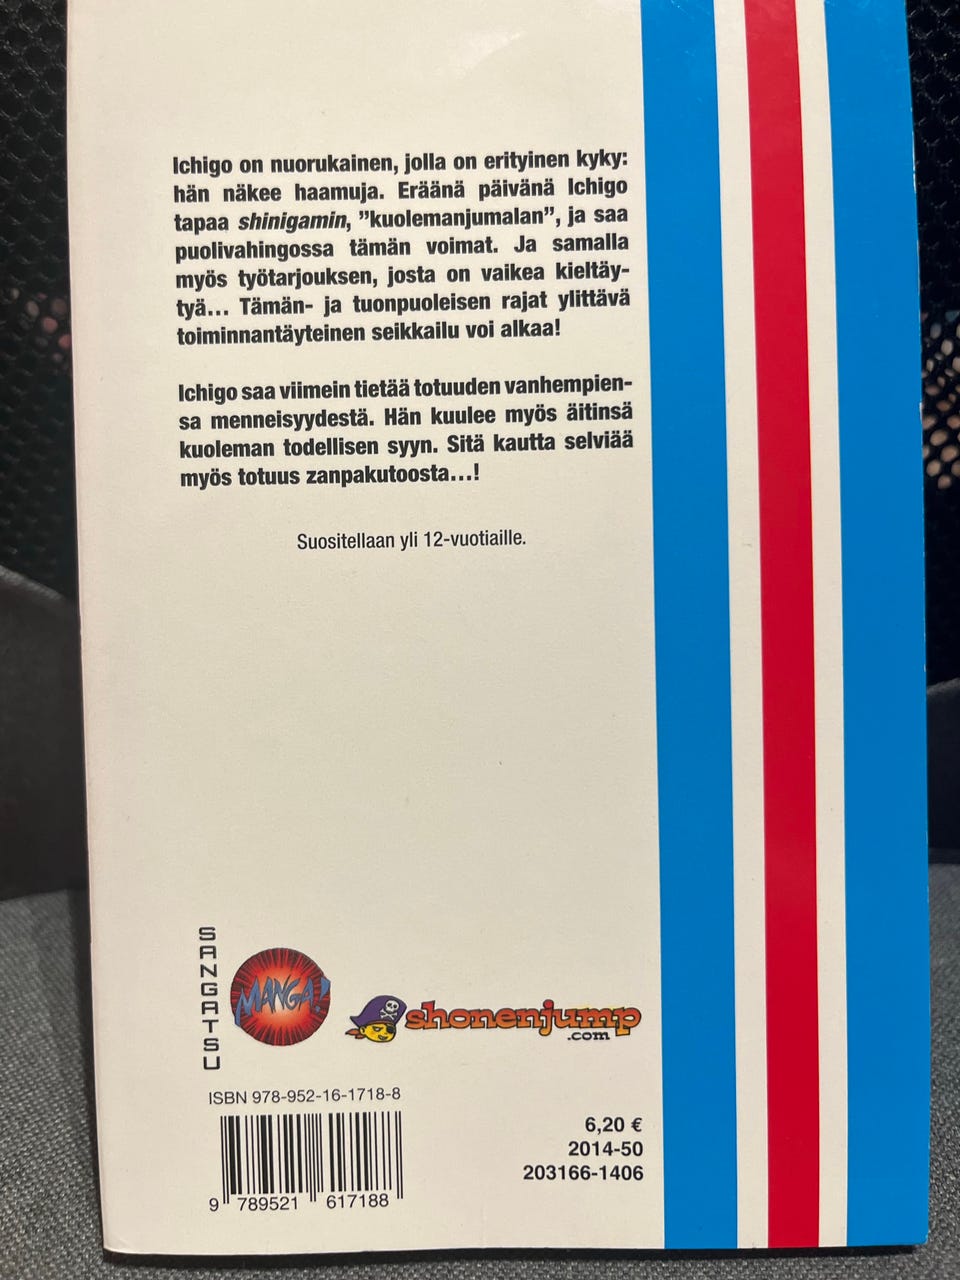 Ichigo on nuorukainen, jolla on erityinen kyky:
hän näkee haamuja. Eräänä päivänä Ichigo
tapaa shinigamin, ”kuolemanjumalan”, ja saa
puolivahingossa tämän voimat. Ja samalla
myös työtarjouksen, josta on vaikea kieltäy-
tyä... Tämän- ja tuonpuoleisen rajat ylittävä
toiminnantäyteinen seikkailu voi alkaa!
Ichigo saa viimein tietää totuuden vanhempien-
sa menneisyydestä. Hän kuulee myös äitinsä
kuoleman todellisen syyn. Sitä kautta selviää
myös totuus zanpakutoosta...!
Suositellaan yli 12-vuotiaille.
SANGATSU
MANGA!
shonenjump
.com
ISBN 978-952-16-1718-8
9 789521 617188
6,20 €
2014-50
203166-1406